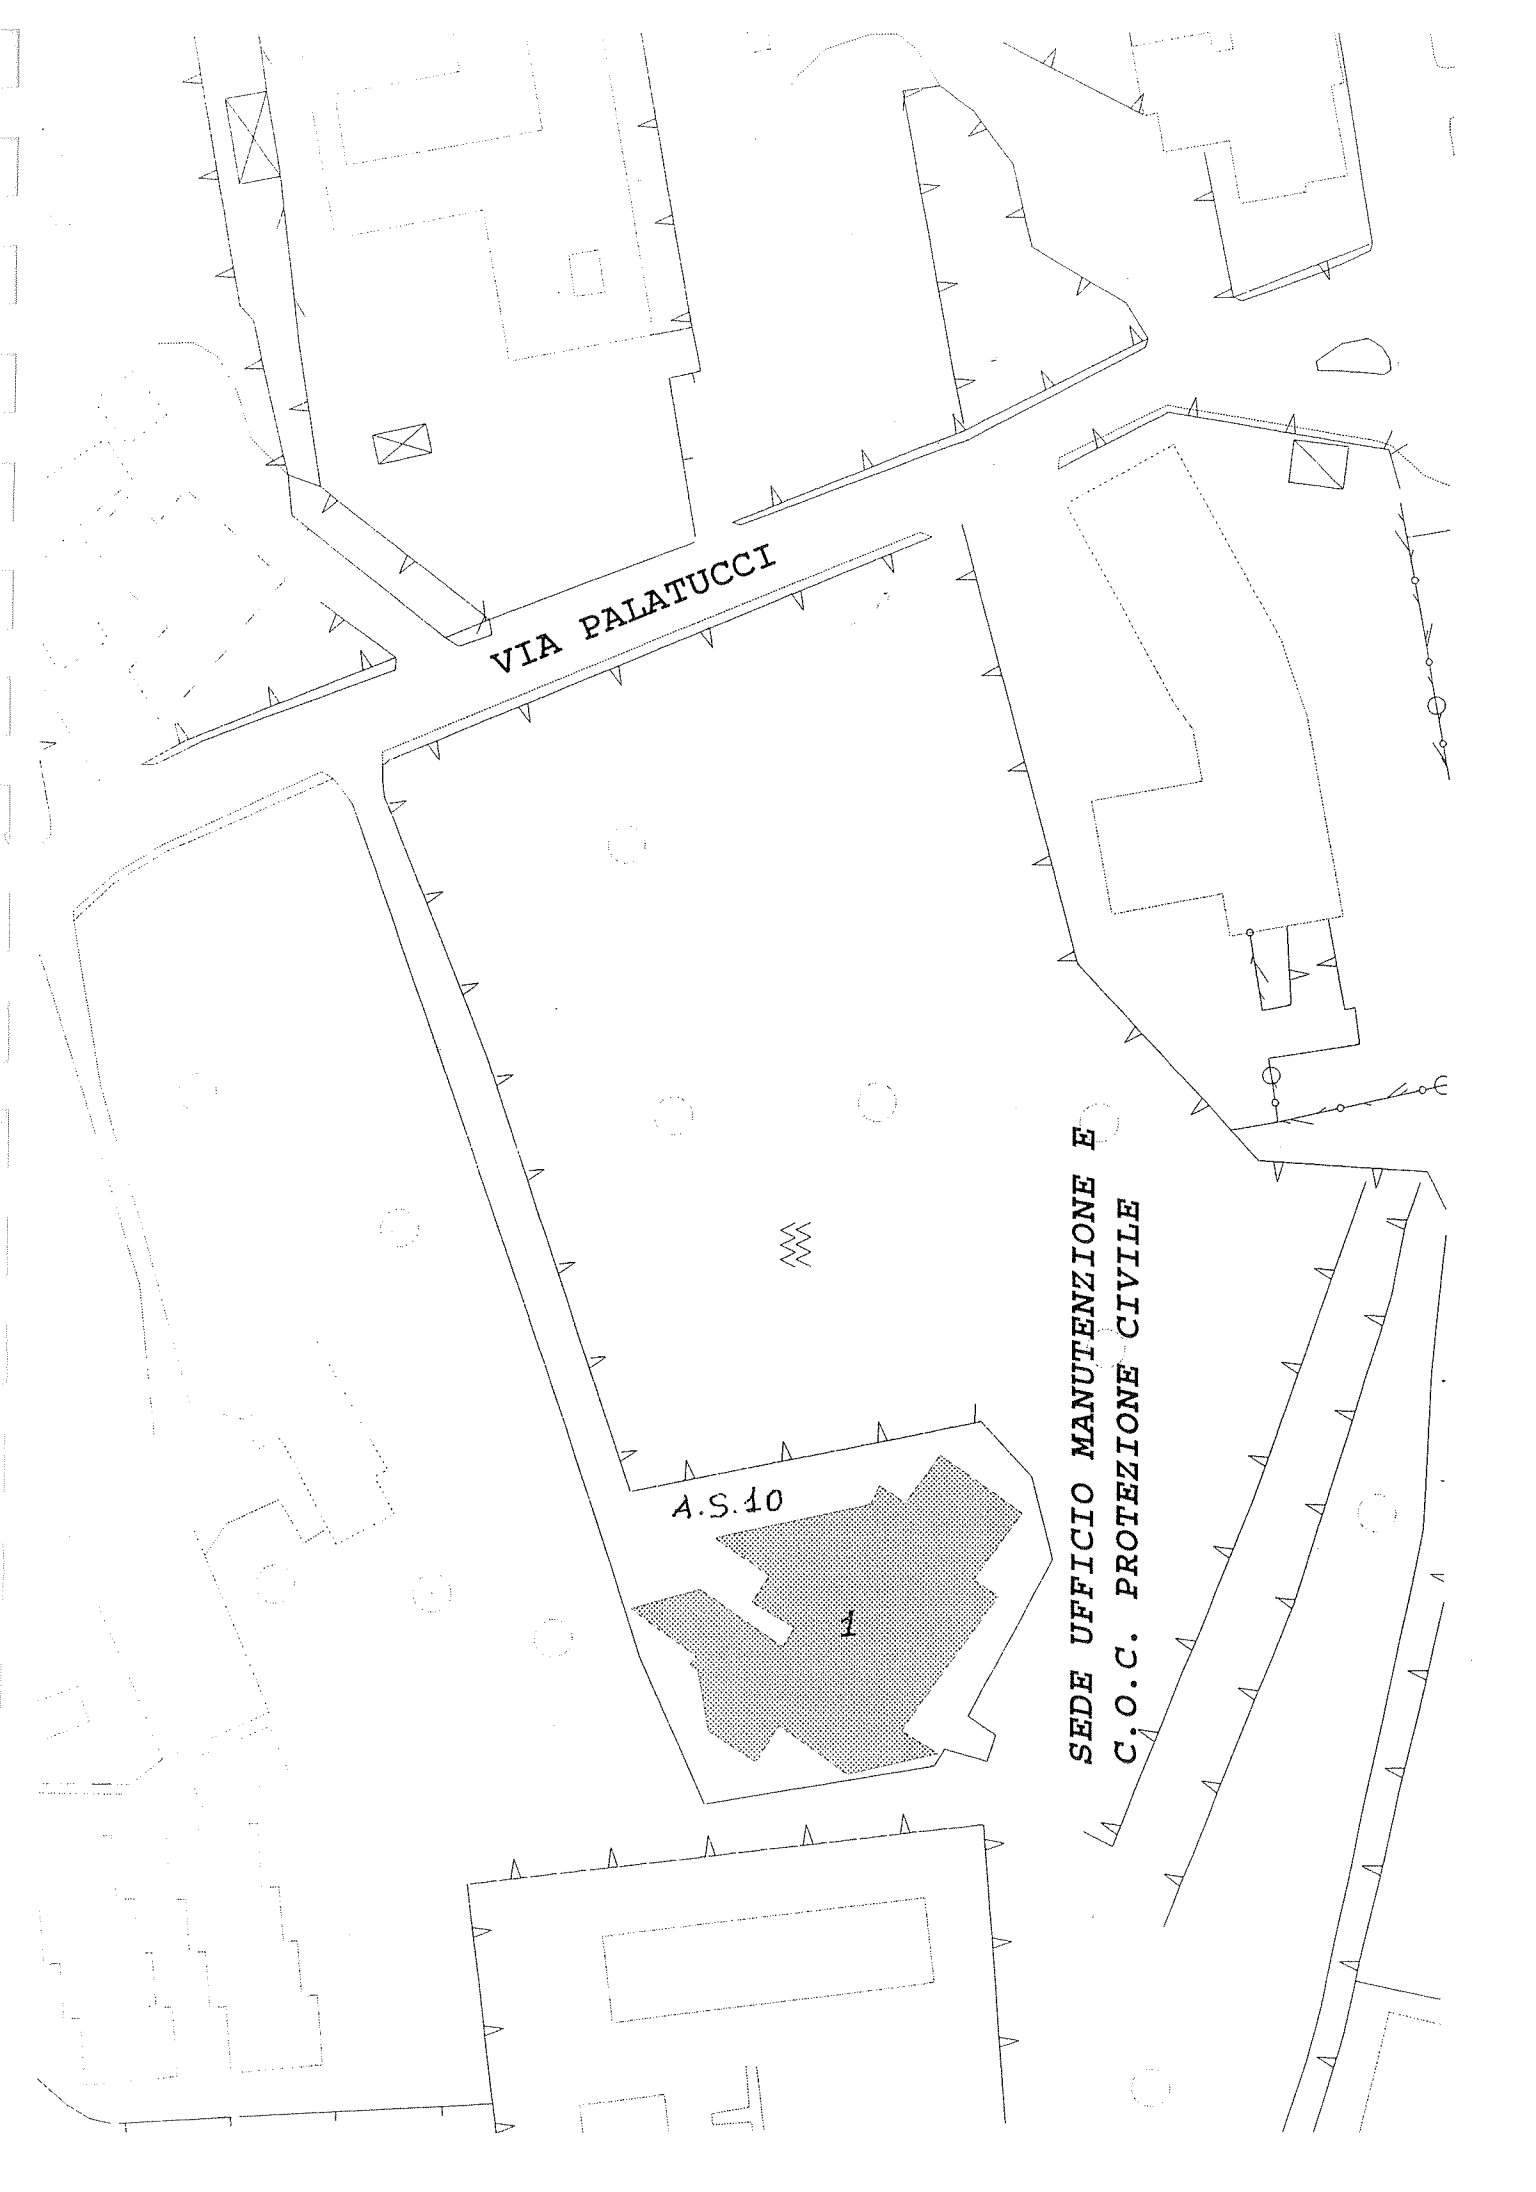 VIA PALATUCCI
A.S.10
1
SEDE UFFICIO MANUTENZIONE E
C.O.C. PROTEZIONE CIVILE